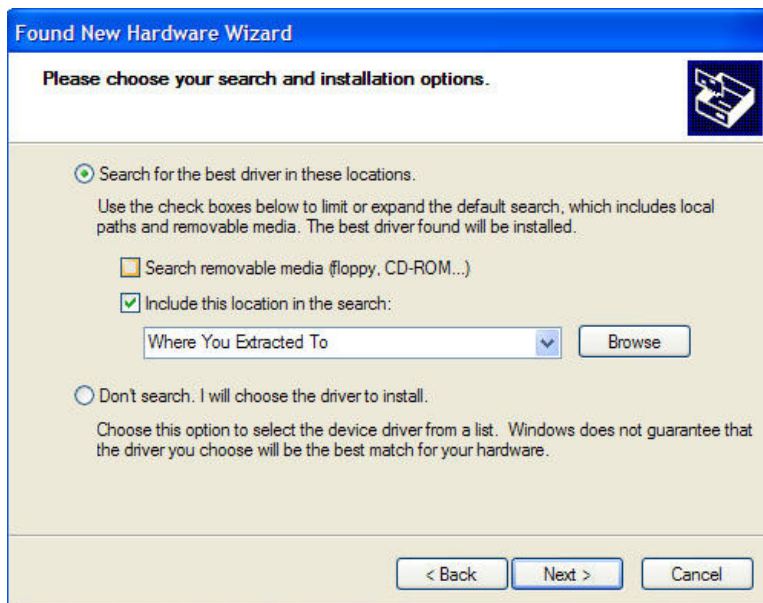 Found New Hardware Wizard
Please choose your search and installation options.
Search for the best driver in these locations.
Use the check boxes below to limit or expand the default search, which includes local
paths and removable media. The best driver found will be installed.
Search removable media (floppy, CD-ROM...)
Include this location in the search:
Where You Extracted To
Browse
Don't search. I will choose the driver to install.
Choose this option to select the device driver from a list. Windows does not guarantee that
the driver you choose will be the best match for your hardware.
< Back
Next >
Cancel